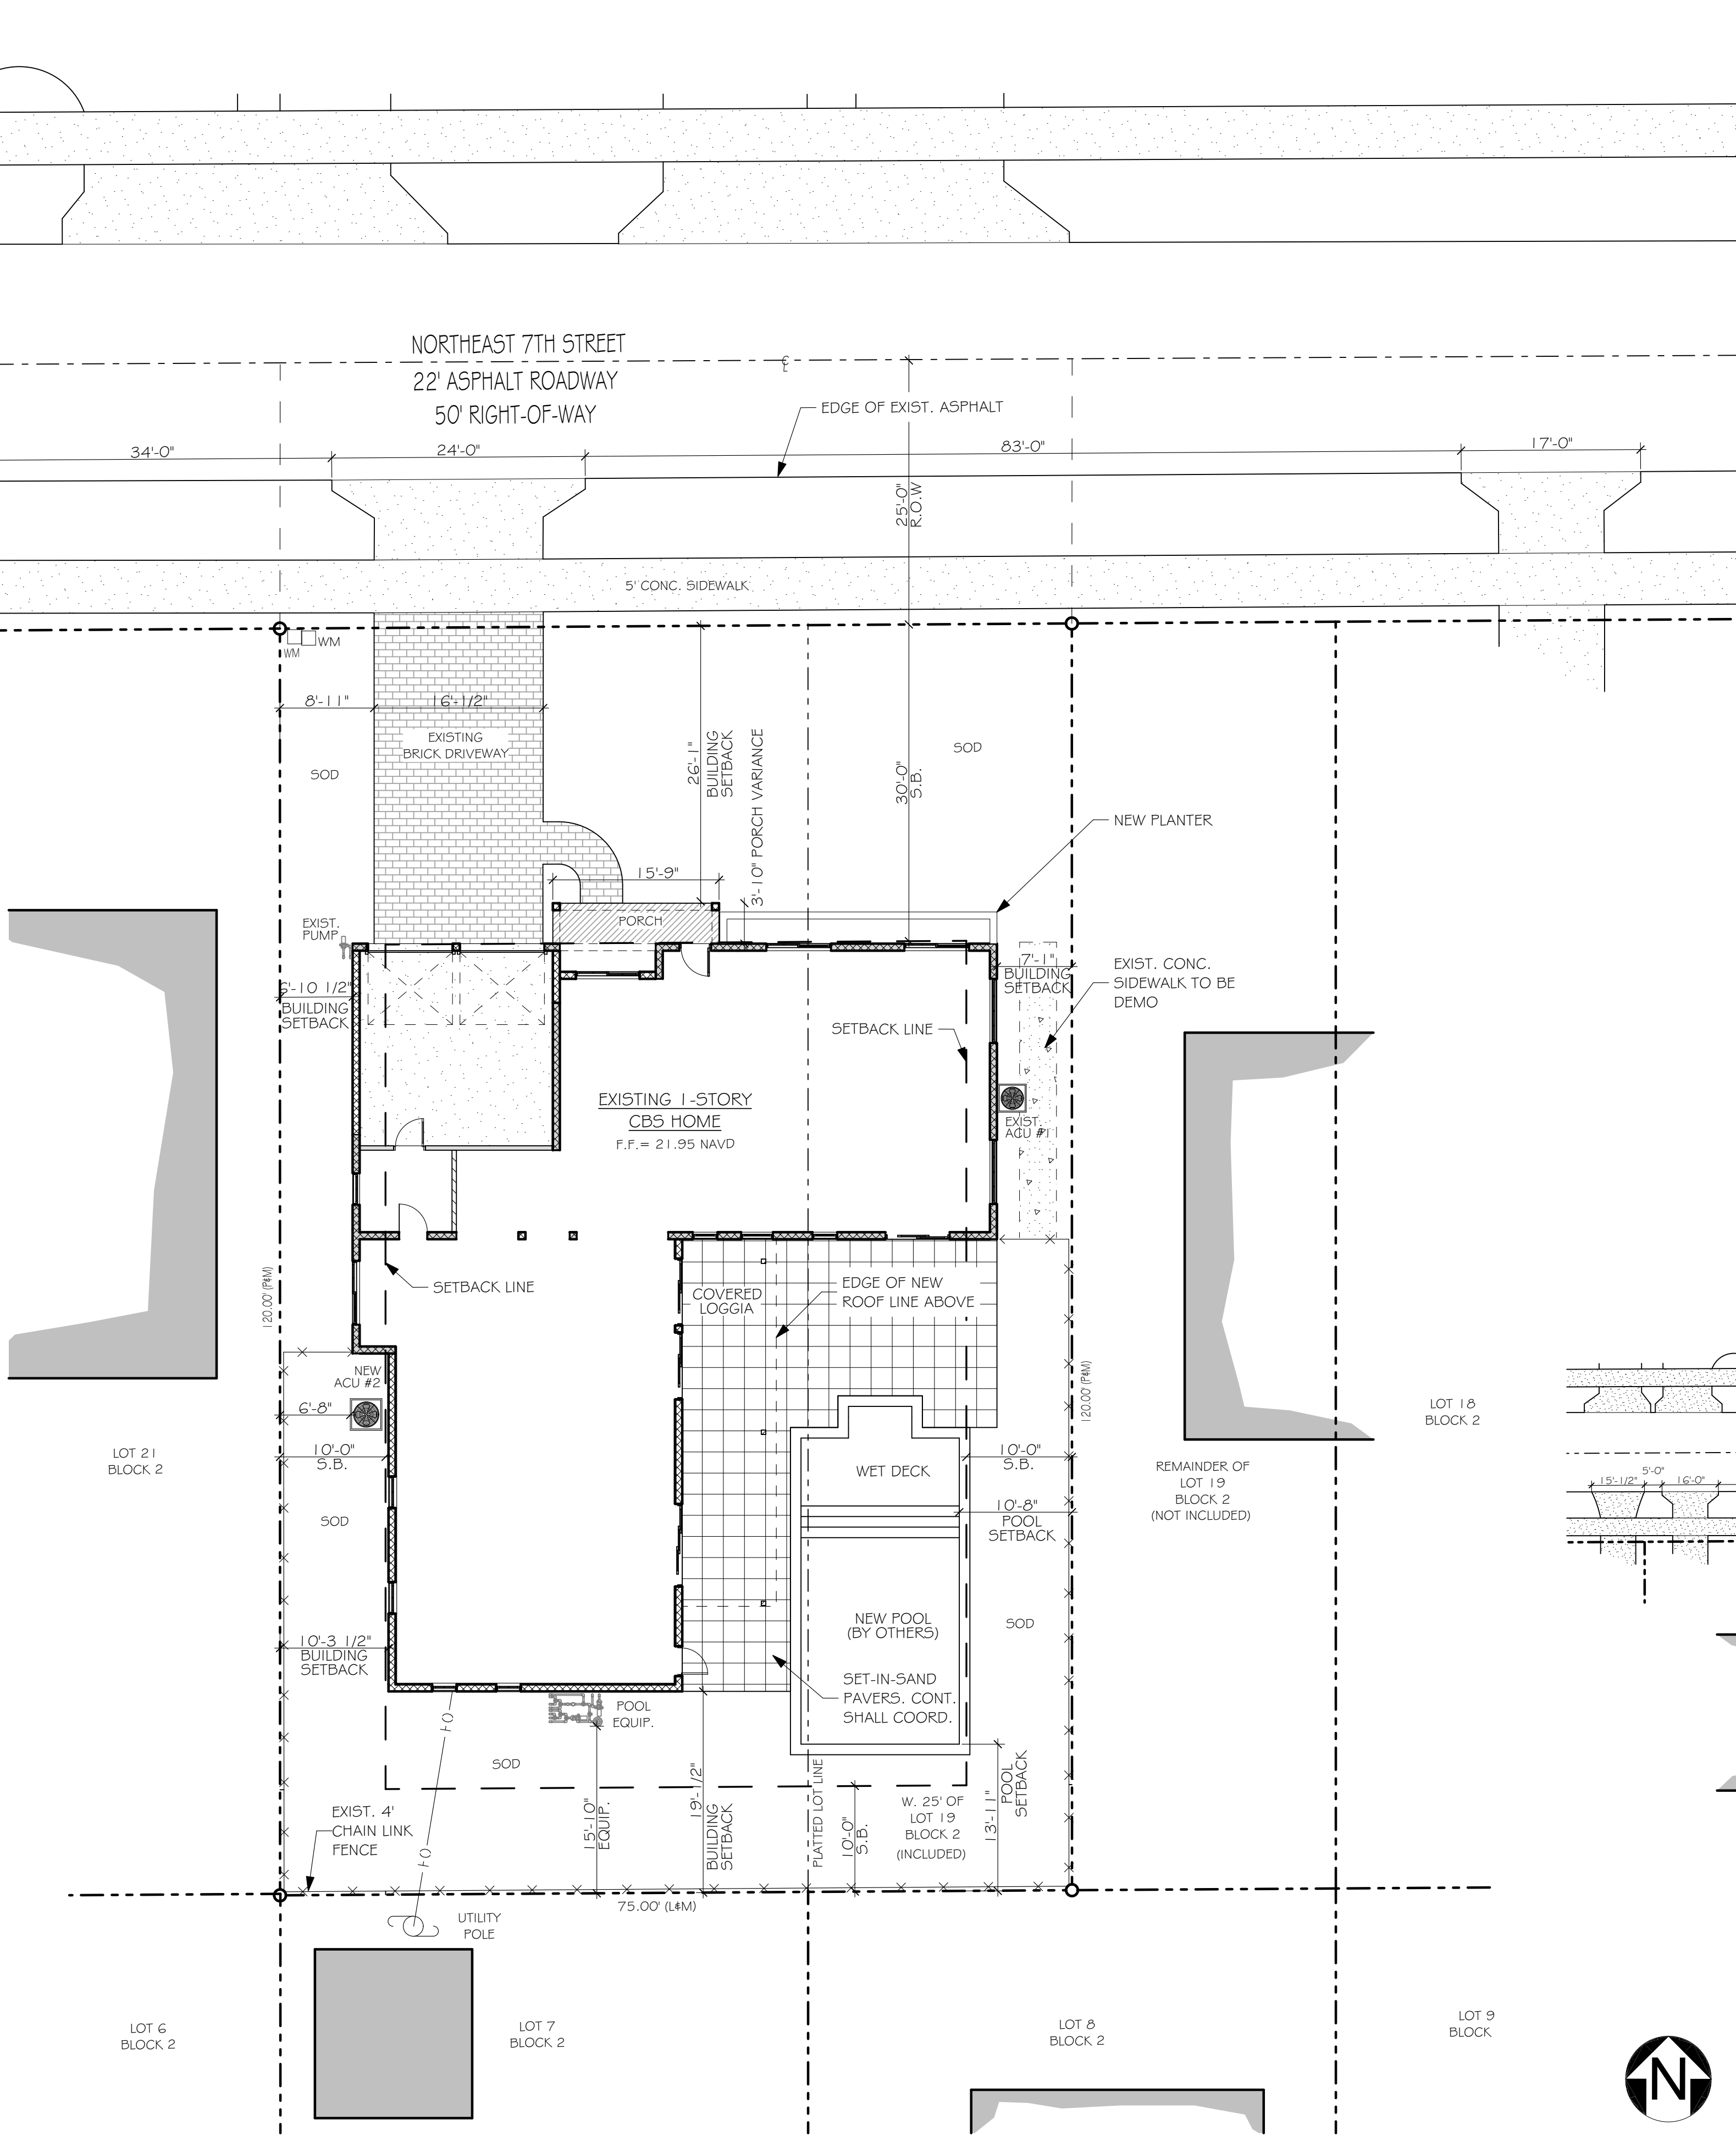 NORTHEAST 7TH STREET
22' ASPHALT ROADWAY
50' RIGHT-OF-WAY
EDGE OF EXIST. ASPHALT
34'-0"
24'-0"
83'-0"
17'-0"
25'-0"
R.O.W
5' CONC. SIDEWALK
WM
WM
8'-11"
16'-1/2"
EXISTING
BRICK DRIVEWAY
SOD
26'-1"
BUILDING
SETBACK
3'-10" PORCH VARIANCE
30'-0"
S.B.
SOD
NEW PLANTER
15'-9"
PORCH
EXIST.
PUMP
7'-1"
BUILDING
SETBACK
EXIST. CONC.
SIDEWALK TO BE
DEMO
6'-10 1/2"
BUILDING
SETBACK
SETBACK LINE
EXISTING 1-STORY
CBS HOME
F.F.= 21.95 NAVD
EXIST.
ACU #1
120.00' (P&M)
SETBACK LINE
COVERED
LOGGIA
EDGE OF NEW
ROOF LINE ABOVE
NEW
ACU #2
6'-8"
120.00' (P&M)
LOT 18
BLOCK 2
LOT 21
BLOCK 2
10'-0"
S.B.
WET DECK
10'-0"
S.B.
REMAINDER OF
LOT 19
BLOCK 2
(NOT INCLUDED)
15'-1/2"
5'-0"
16'-0"
SOD
10'-8"
POOL
SETBACK
NEW POOL
(BY OTHERS)
SOD
10'-3 1/2"
BUILDING
SETBACK
SET-IN-SAND
PAVERS. CONT.
SHALL COORD.
POOL
EQUIP.
SOD
15'-10"
EQUIP.
19'-1/2"
BUILDING
SETBACK
PLATTED LOT LINE
10'-0"
S.B.
W. 25' OF
LOT 19
BLOCK 2
(INCLUDED)
13'-11"
POOL
SETBACK
EXIST. 4'
CHAIN LINK
FENCE
75.00' (L&M)
UTILITY
POLE
LOT 6
BLOCK 2
LOT 7
BLOCK 2
LOT 8
BLOCK 2
LOT 9
BLOCK
N